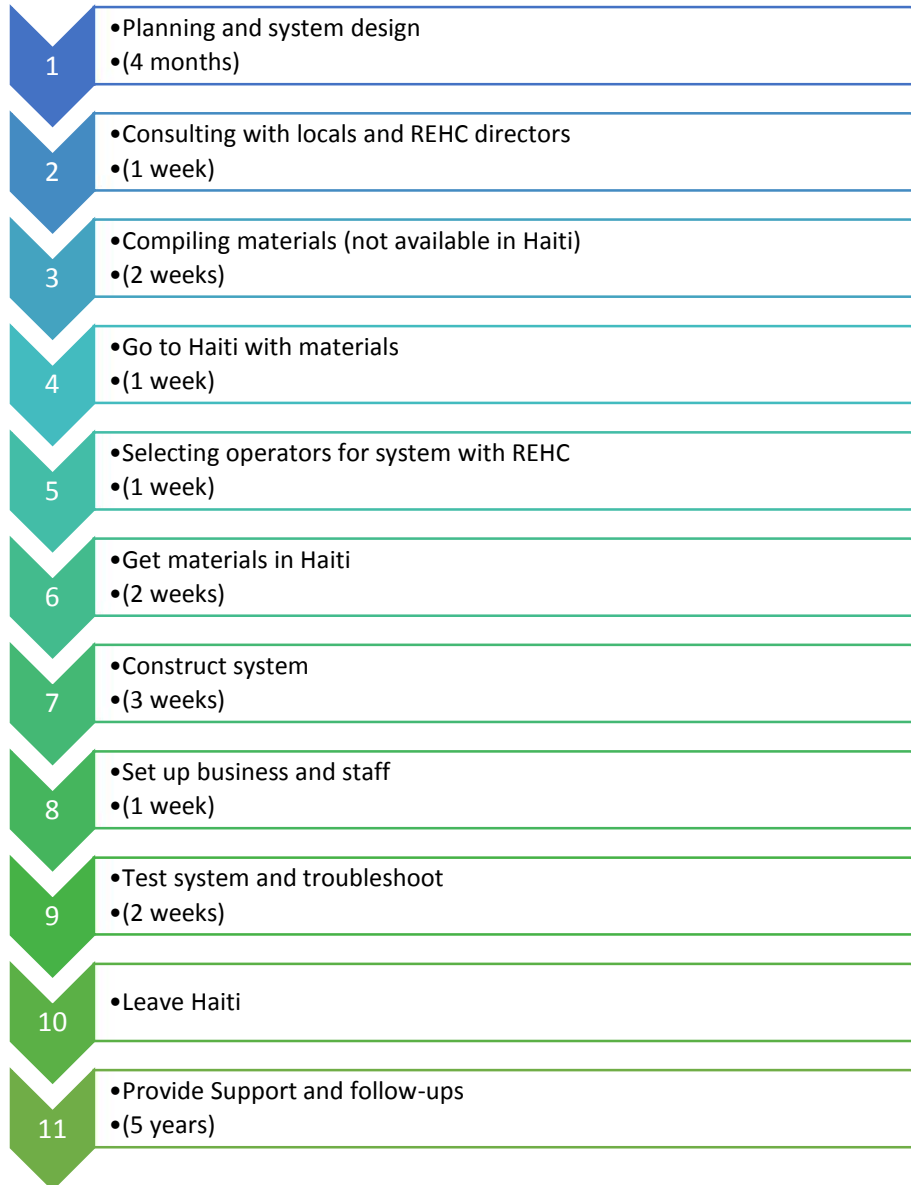 1
•Planning and system design
•(4 months)
2
•Consulting with locals and REHC directors
•(1 week)
3
•Compiling materials (not available in Haiti)
•(2 weeks)
4
•Go to Haiti with materials
•(1 week)
5
•Selecting operators for system with REHC
•(1 week)
6
•Get materials in Haiti
•(2 weeks)
7
•Construct system
•(3 weeks)
8
•Set up business and staff
•(1 week)
9
•Test system and troubleshoot
•(2 weeks)
10
•Leave Haiti
11
•Provide Support and follow-ups
•(5 years)